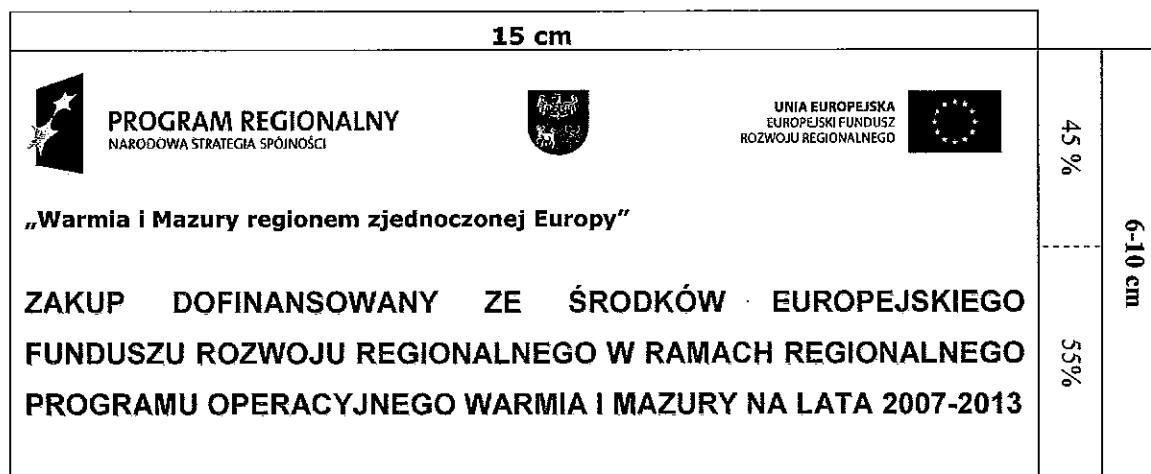 15 cm
PROGRAM REGIONALNY
NARODOWA STRATEGIA SPÓJNOŚCI
UNIA EUROPEJSKA
EUROPEJSKI FUNDUSZ
ROZWOJU REGIONALNEGO
45 %
„Warmia i Mazury regionem zjednoczonej Europy”
6-10 cm
ZAKUP DOFINANSOWANY ZE ŚRODKÓW EUROPEJSKIEGO
FUNDUSZU ROZWOJU REGIONALNEGO W RAMACH REGIONALNEGO
PROGRAMU OPERACYJNEGO WARMIA I MAZURY NA LATA 2007-2013
55%